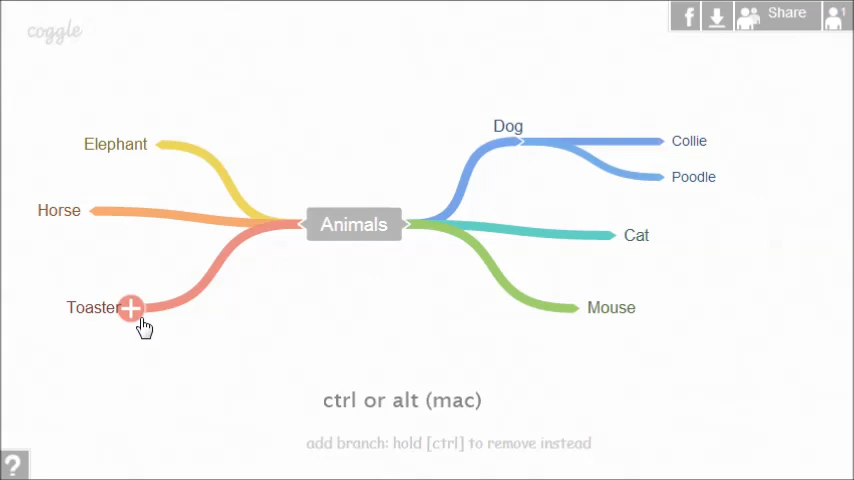 coggle
Share
1
Elephant
Dog
Collie
Poodle
Horse
Animals
Cat
Toaster
Mouse
ctrl or alt (mac)
add branch: hold [ctrl] to remove instead
?